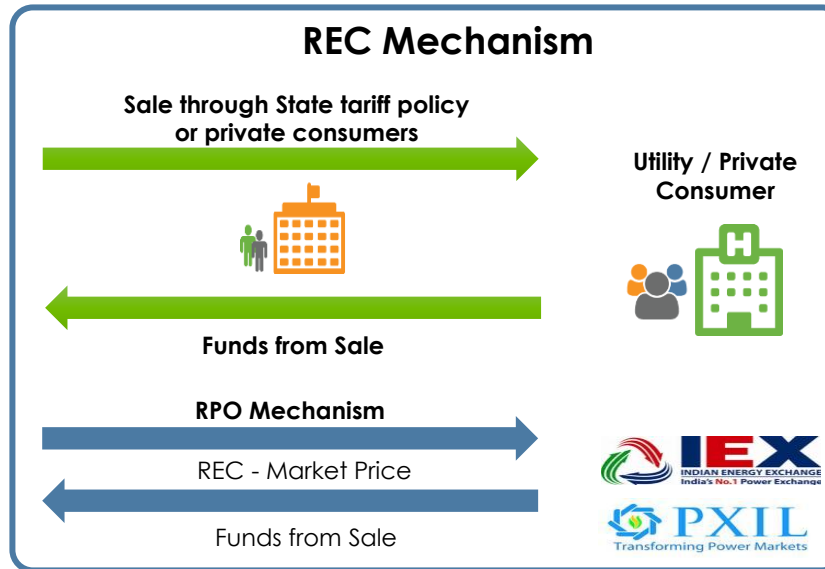 REC Mechanism
Sale through State tariff policy
or private consumers
Utility / Private
Consumer
H
Funds from Sale
RPO Mechanism
REC - Market Price
Funds from Sale
IEX
INDIAN ENERGY EXCHANGE
India's No.1 Power Exchange
PXIL
Transforming Power Markets